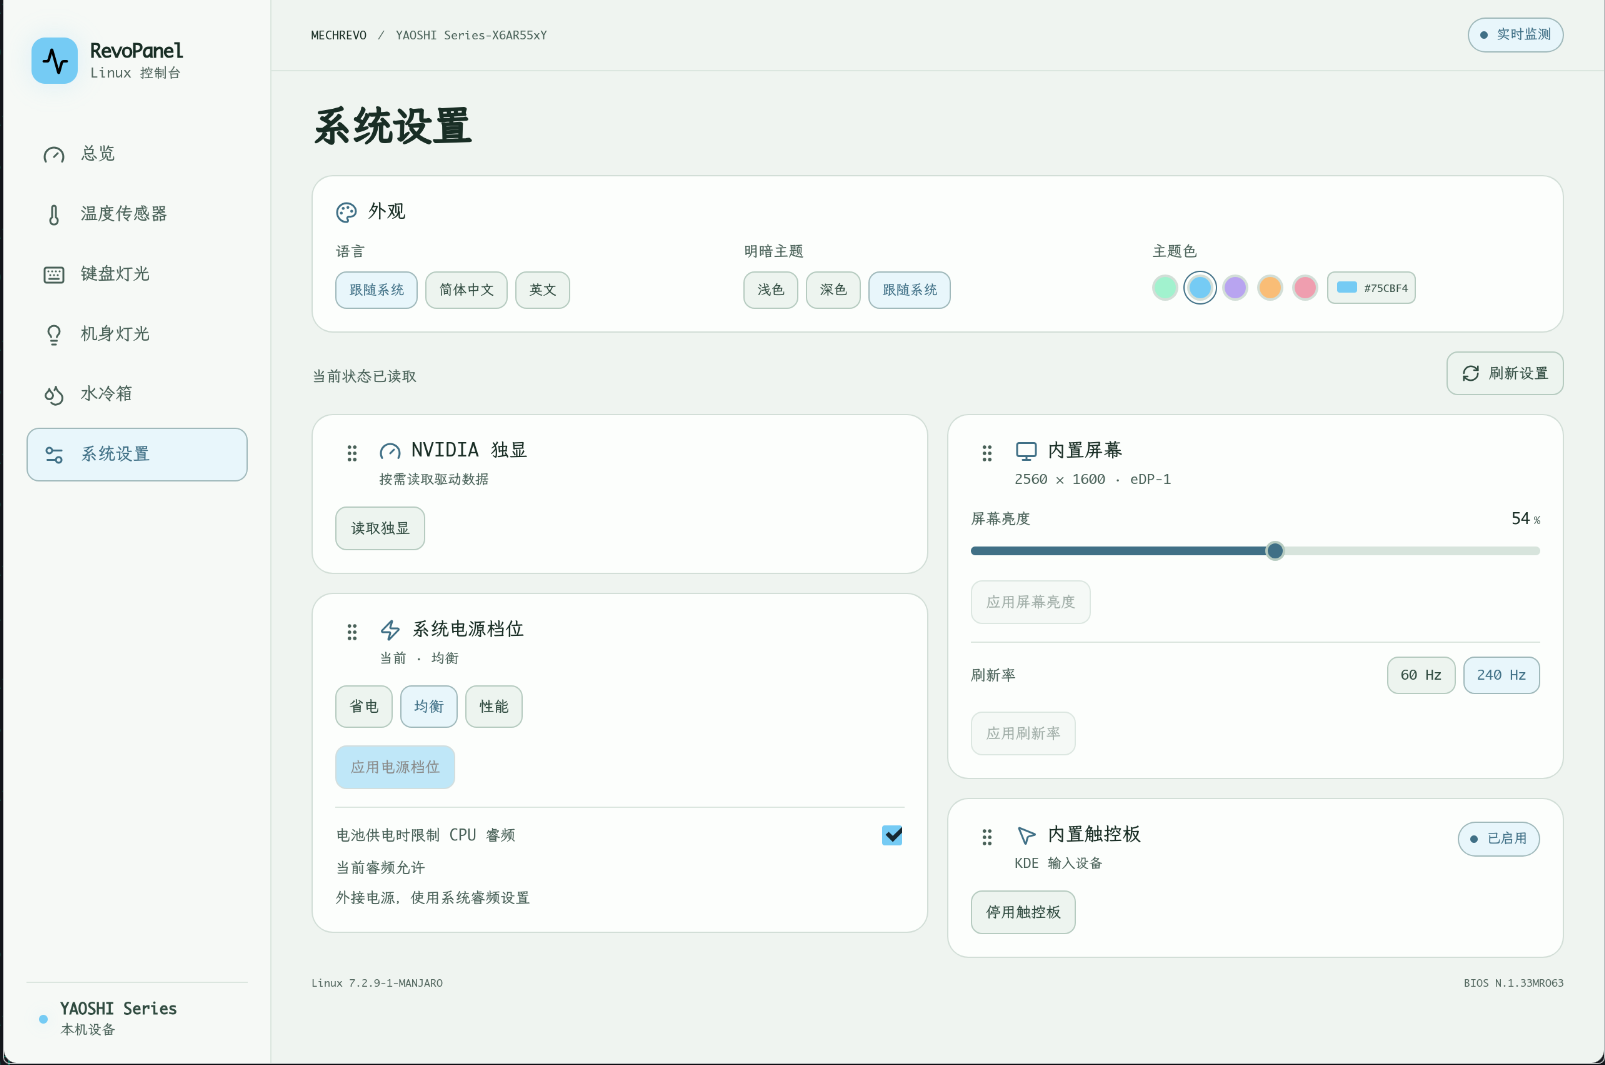 RevoPanel
Linux 控制台
总览
温度传感器
键盘灯光
机身灯光
水冷箱
系统设置
YAOSHI Series
本机设备
MECHREVO / YAOSHI Series-X6AR55xY
实时监测
系统设置
外观
语言
跟随系统 简体中文 英文
明暗主题
浅色 深色 跟随系统
主题色
#75CBF4
当前状态已读取
刷新设置
NVIDIA 独显
按需读取驱动数据
读取独显
系统电源档位
当前 · 均衡
省电 均衡 性能
应用电源档位
电池供电时限制 CPU 睿频
当前睿频允许
外接电源，使用系统睿频设置
内置屏幕
2560 × 1600 · eDP-1
屏幕亮度 54 %
应用屏幕亮度
刷新率 60 Hz 240 Hz
应用刷新率
内置触控板
已启用
KDE 输入设备
停用触控板
Linux 7.2.9-1-MANJARO
BIOS N.1.33MRO63